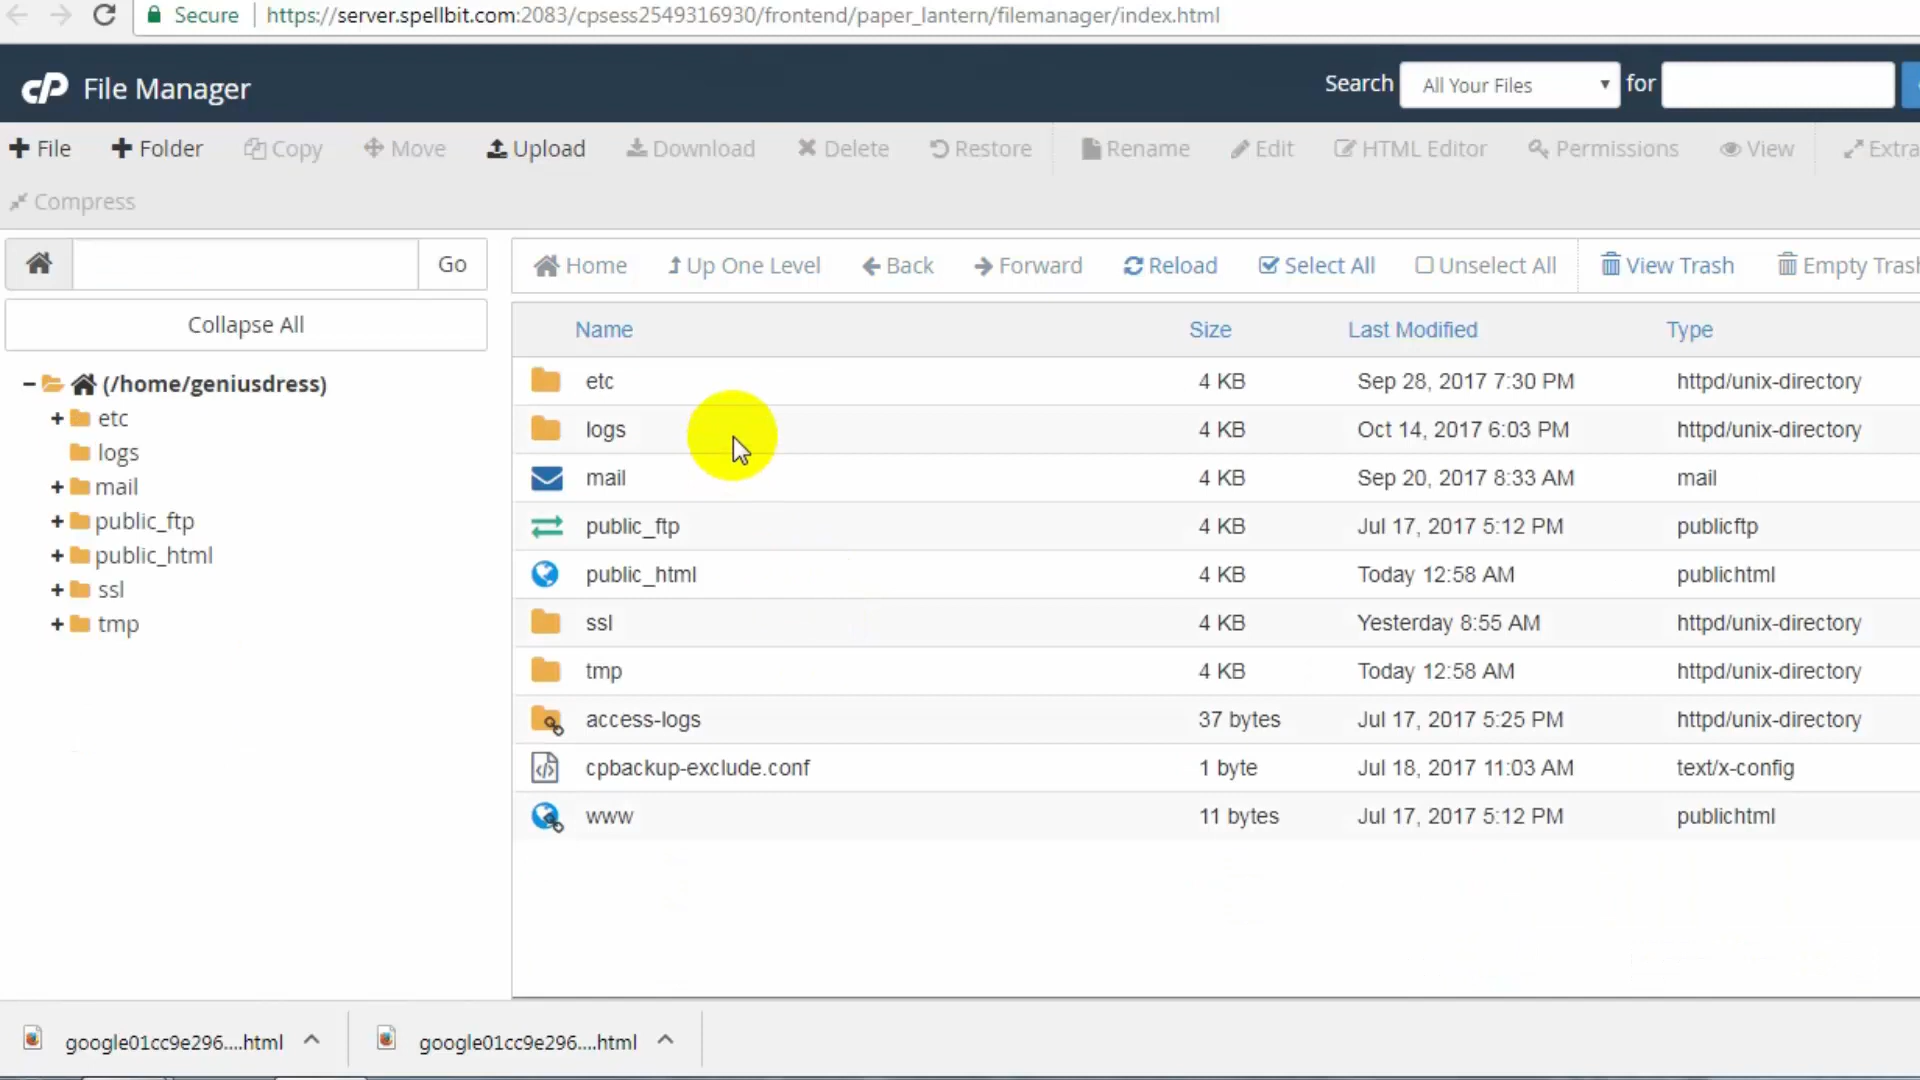 Secure https://server.spellbit.com:2083/cpsess2549316930/frontend/paper_lantern/filemanager/index.html
cP File Manager
Search All Your Files for
File Folder Copy Move Upload Download Delete Restore Rename Edit HTML Editor Permissions View Extra
Compress
Go
Home Up One Level Back Forward Reload Select All Unselect All View Trash Empty Trash
Collapse All
Name Size Last Modified Type
(/home/geniusdress)
etc
logs
mail
public_ftp
public_html
ssl
tmp
etc 4 KB Sep 28, 2017 7:30 PM httpd/unix-directory
logs 4 KB Oct 14, 2017 6:03 PM httpd/unix-directory
mail 4 KB Sep 20, 2017 8:33 AM mail
public_ftp 4 KB Jul 17, 2017 5:12 PM publicftp
public_html 4 KB Today 12:58 AM publichtml
ssl 4 KB Yesterday 8:55 AM httpd/unix-directory
tmp 4 KB Today 12:58 AM httpd/unix-directory
access-logs 37 bytes Jul 17, 2017 5:25 PM httpd/unix-directory
cpbackup-exclude.conf 1 byte Jul 18, 2017 11:03 AM text/x-config
www 11 bytes Jul 17, 2017 5:12 PM publichtml
google01cc9e296....html google01cc9e296....html